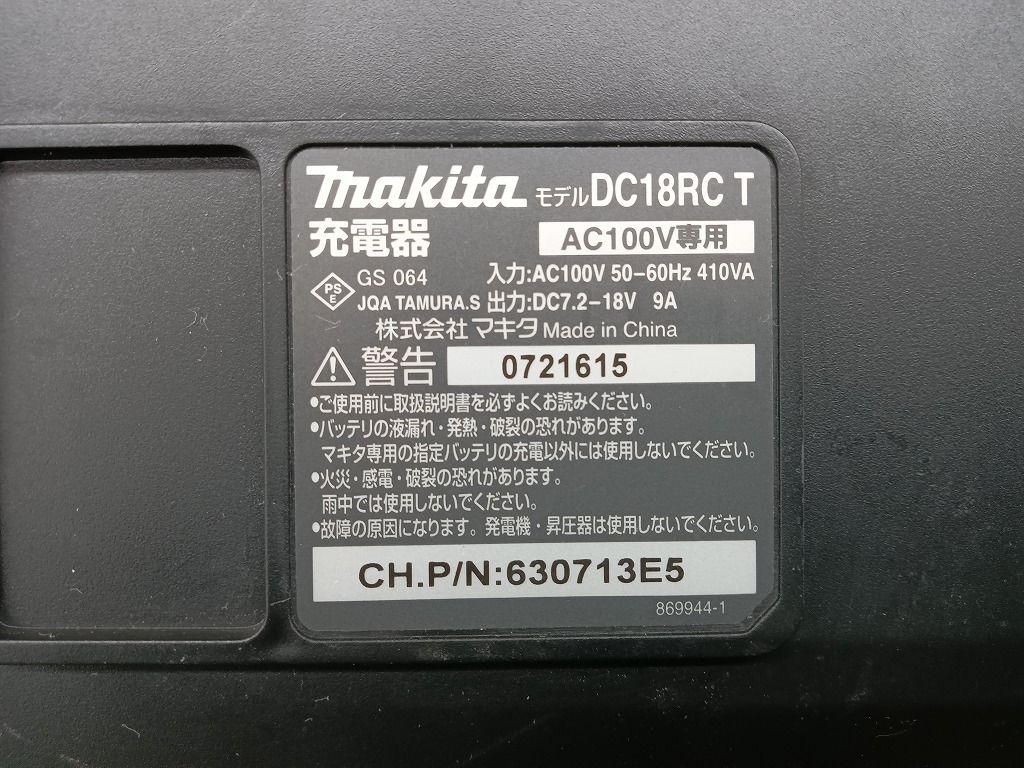 makita モデルDC18RC T
充電器 AC100V専用
GS 064 入力:AC100V 50-60Hz 410VA
PS E JQA TAMURA.S 出力:DC7.2-18V 9A
株式会社マキタ Made in China
警告 0721615
•ご使用前に取扱説明書を必ずよくお読みください。
•バッテリの液漏れ・発熱・破裂の恐れがあります。
マキタ専用の指定バッテリの充電以外には使用しないでください。
•火災・感電・破裂の恐れがあります。
雨中では使用しないでください。
•故障の原因になります。発電機・昇圧器は使用しないでください。
CH.P/N:630713E5
869944-1